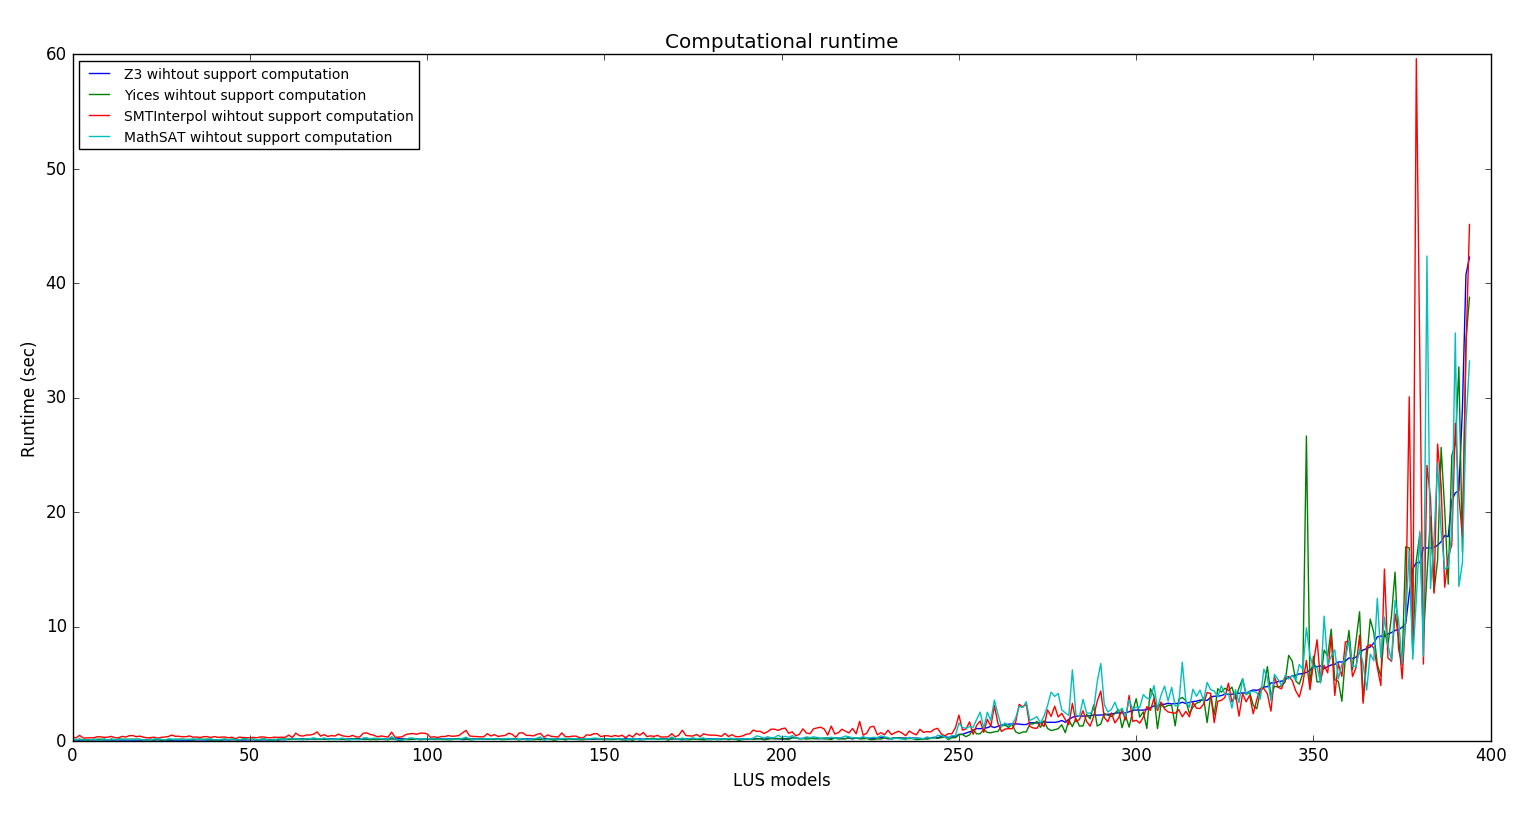 Computational runtime
60
Z3 wihtout support computation
Yices wihtout support computation
SMTInterpol wihtout support computation
MathSAT wihtout support computation
50
40
30
20
10
0
Runtime (sec)
0 50 100 150 200 250 300 350 400
LUS models